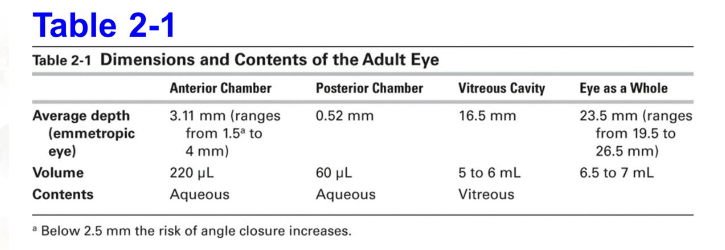 Table 2-1
Table 2-1 Dimensions and Contents of the Adult Eye
Anterior Chamber Posterior Chamber Vitreous Cavity Eye as a Whole
Average depth 3.11 mm (ranges 0.52 mm 16.5 mm 23.5 mm (ranges
(emmetropic from 1.5ᵃ to from 19.5 to
eye) 4 mm) 26.5 mm)
Volume 220 μL 60 μL 5 to 6 mL 6.5 to 7 mL
Contents Aqueous Aqueous Vitreous
ᵃ Below 2.5 mm the risk of angle closure increases.